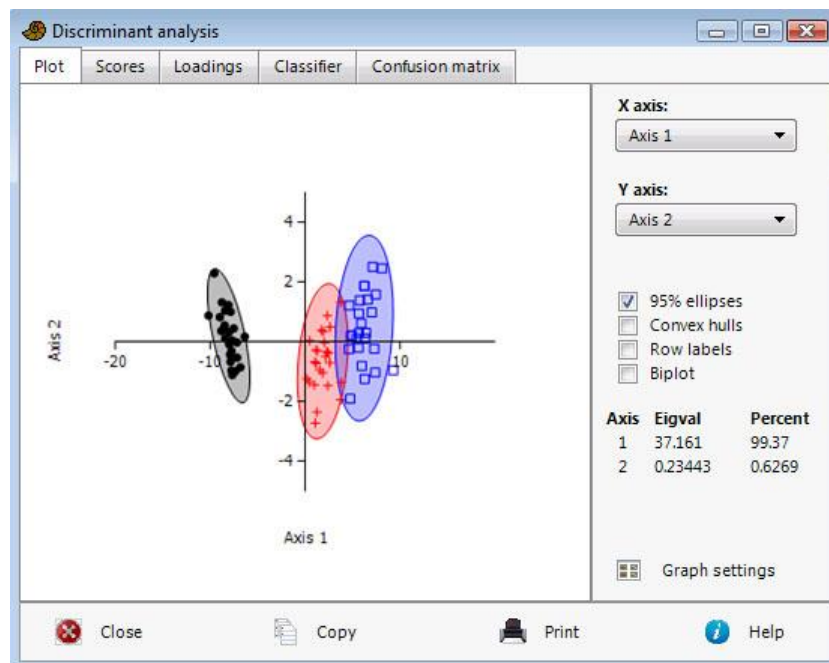 Discriminant analysis
Plot Scores Loadings Classifier Confusion matrix
X axis:
Axis 1
Y axis:
Axis 2
4
2
-20 -10 10
-2
-4
Axis 2
Axis 1
95% ellipses
Convex hulls
Row labels
Biplot
Axis Eigval Percent
1 37.161 99.37
2 0.23443 0.6269
Graph settings
Close Copy Print Help